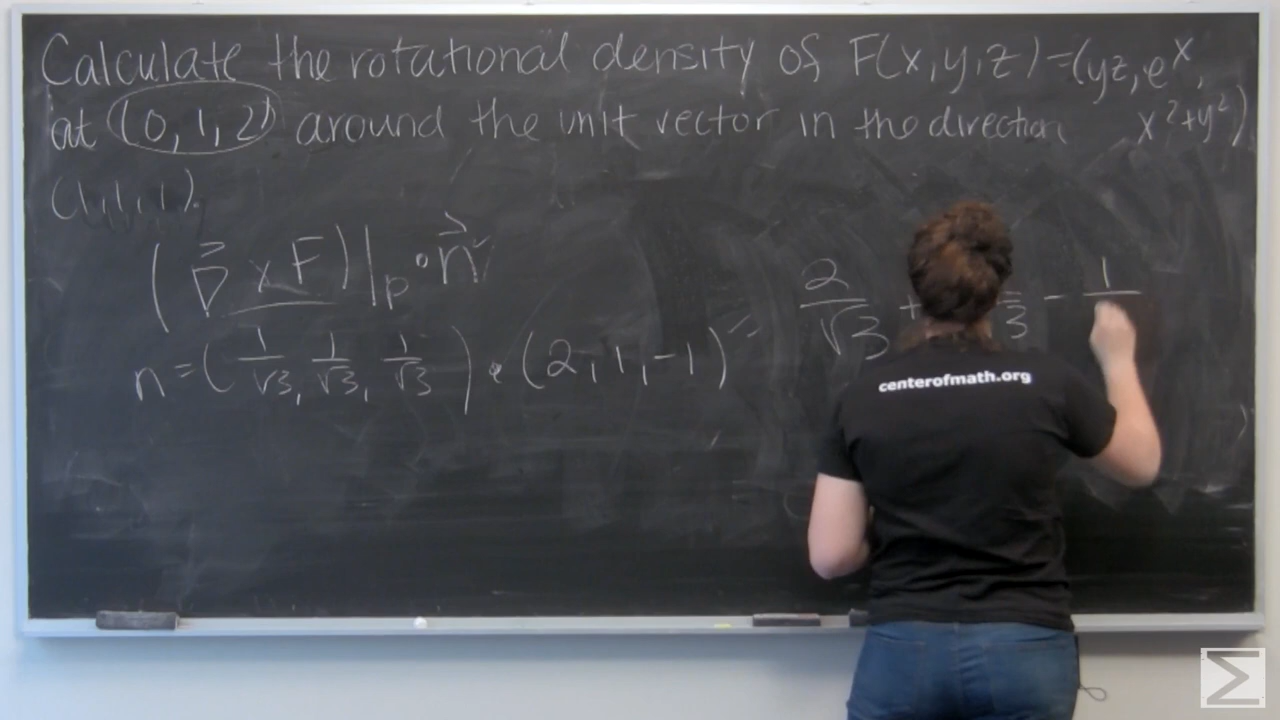 Calculate the rotational density of F(x,y,z)=(yz, e^x,
at (0,1,2) around the unit vector in the direction x²+y²).
(1,1,1).
(∇⃗ x F)|p · n⃗
n = (1/√3, 1/√3, 1/√3) · (2,1,-1) = 2/√3 + 3 - 1
centerofmath.org
Σ